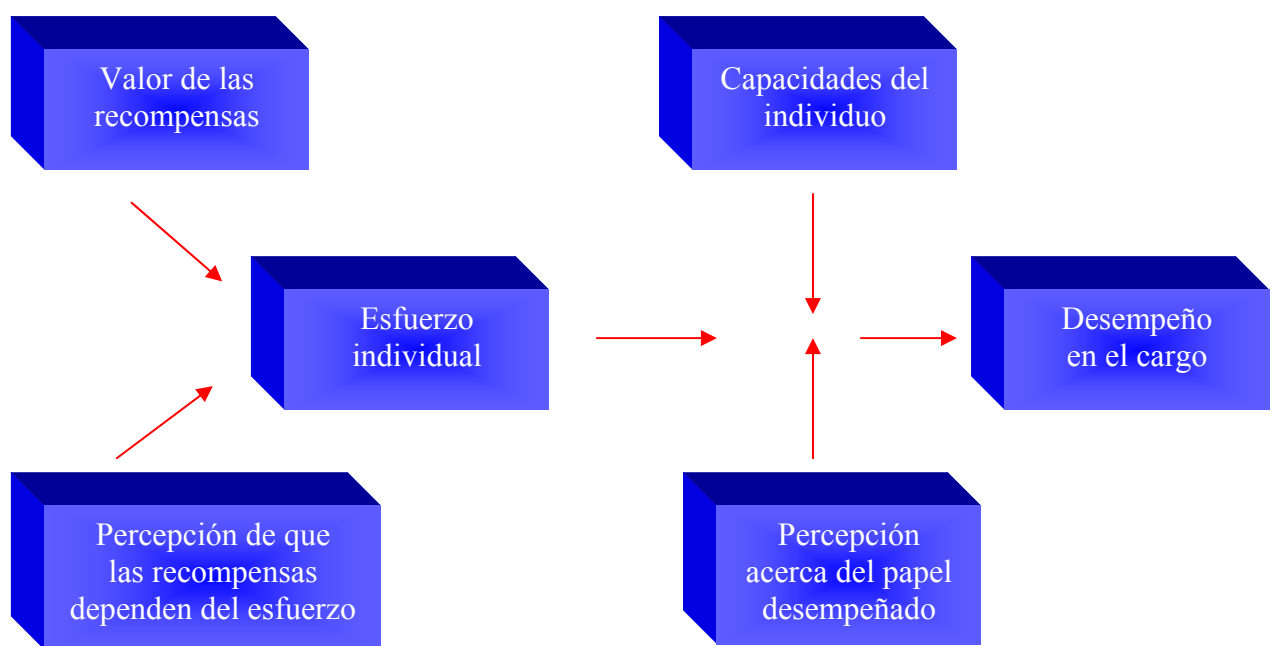 Valor de las
recompensas
Capacidades del
individuo
Esfuerzo
individual
Desempeño
en el cargo
Percepción de que
las recompensas
dependen del esfuerzo
Percepción
acerca del papel
desempeñado